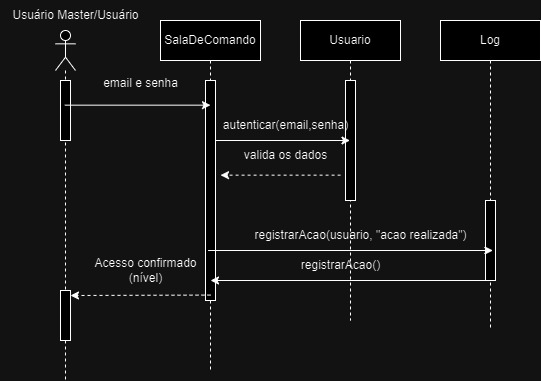 Usuário Master/Usuário
SalaDeComando
Usuario
Log
email e senha
autenticar(email,senha)
valida os dados
registrarAcao(usuario, "acao realizada")
registrarAcao()
Acesso confirmado
(nível)